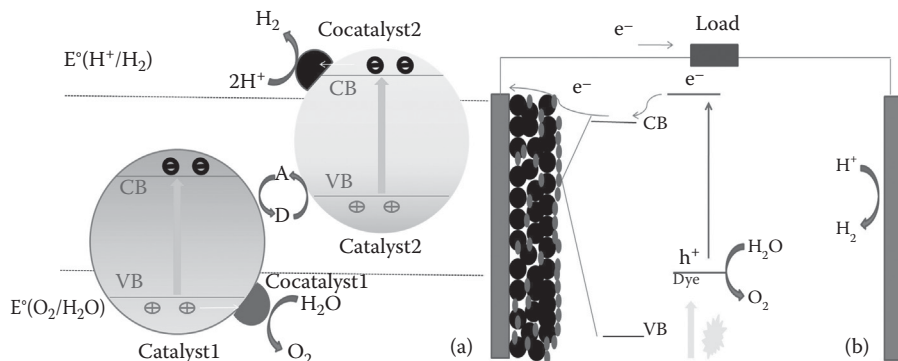 H₂
Cocatalyst2
E°(H⁺/H₂)
2H⁺
CB
VB
Catalyst2
CB
A
D
VB
Cocatalyst1
E°(O₂/H₂O)
H₂O
O₂
Catalyst1
(a)
e⁻
Load
e⁻
e⁻
CB
H⁺
H₂
h⁺
Dye
H₂O
O₂
VB
(b)